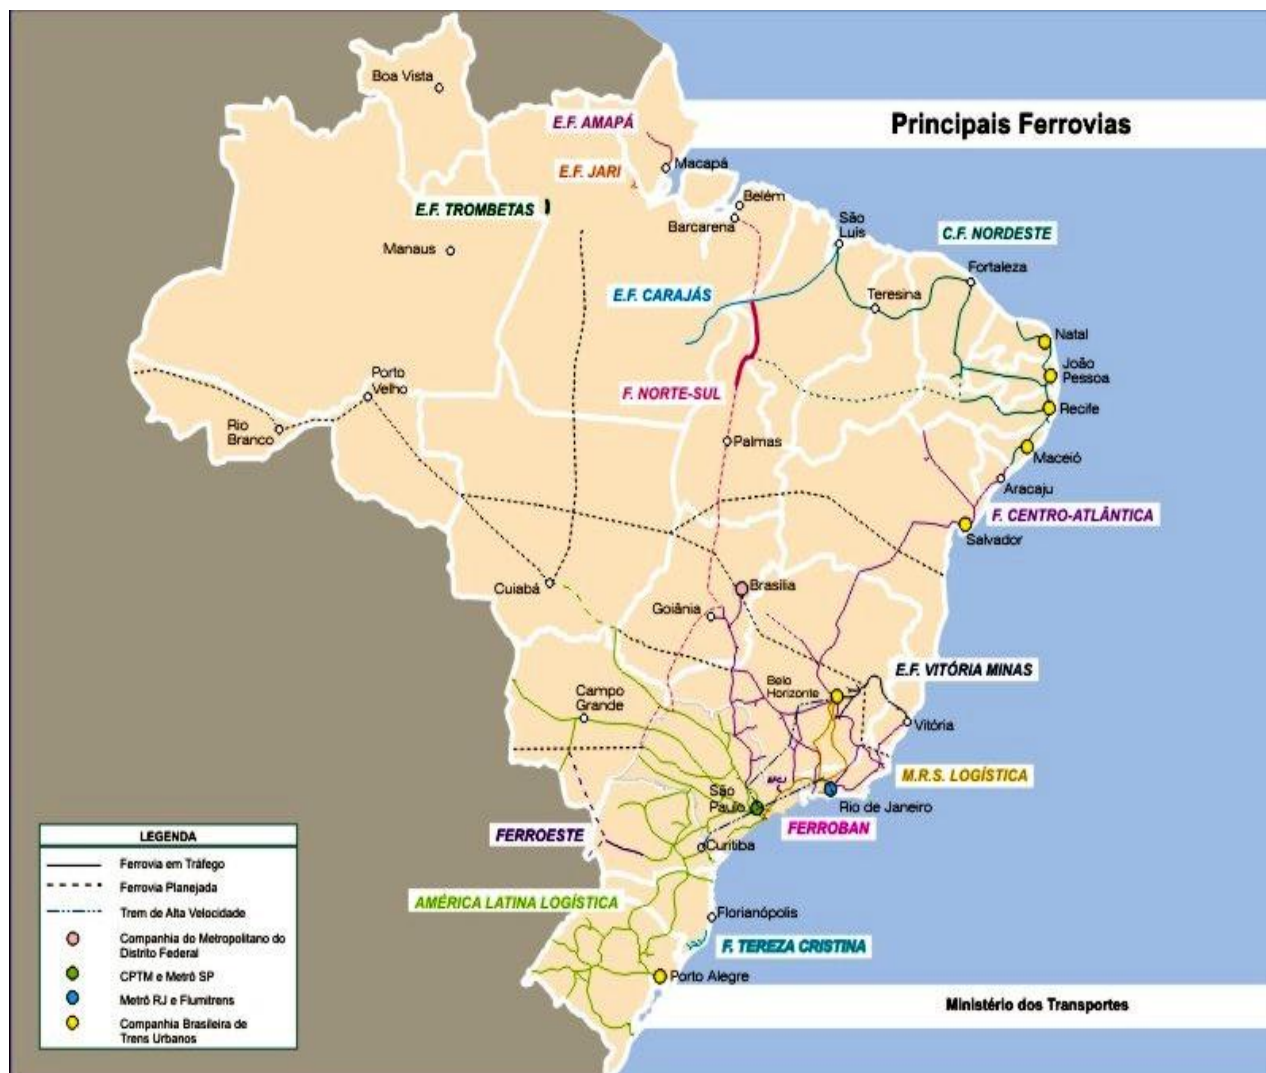 Boa Vista
E.F. AMAPÁ
Principais Ferrovias
Macapá
E.F. JARI
Belém
E.F. TROMBETAS
Barcarena
São
Luís
C.F. NORDESTE
Manaus
Fortaleza
E.F. CARAJÁS
Teresina
Natal
João
Pessoa
Porto
Velho
F. NORTE-SUL
Recife
Rio
Branco
Palmas
Maceió
Aracaju
F. CENTRO-ATLÂNTICA
Salvador
Cuiabá
Brasília
Goiânia
E.F. VITÓRIA MINAS
Belo
Horizonte
Campo
Grande
Vitória
M.R.S. LOGÍSTICA
EFCJ
São
Paulo
Rio de Janeiro
FERROBAN
FERROESTE
Curitiba
AMÉRICA LATINA LOGÍSTICA
Florianópolis
F. TEREZA CRISTINA
Porto Alegre
LEGENDA
Ferrovia em Tráfego
Ferrovia Planejada
Trem de Alta Velocidade
Companhia do Metropolitano do
Distrito Federal
CPTM e Metrô SP
Metrô RJ e Flumitrens
Companhia Brasileira de
Trens Urbanos
Ministério dos Transportes